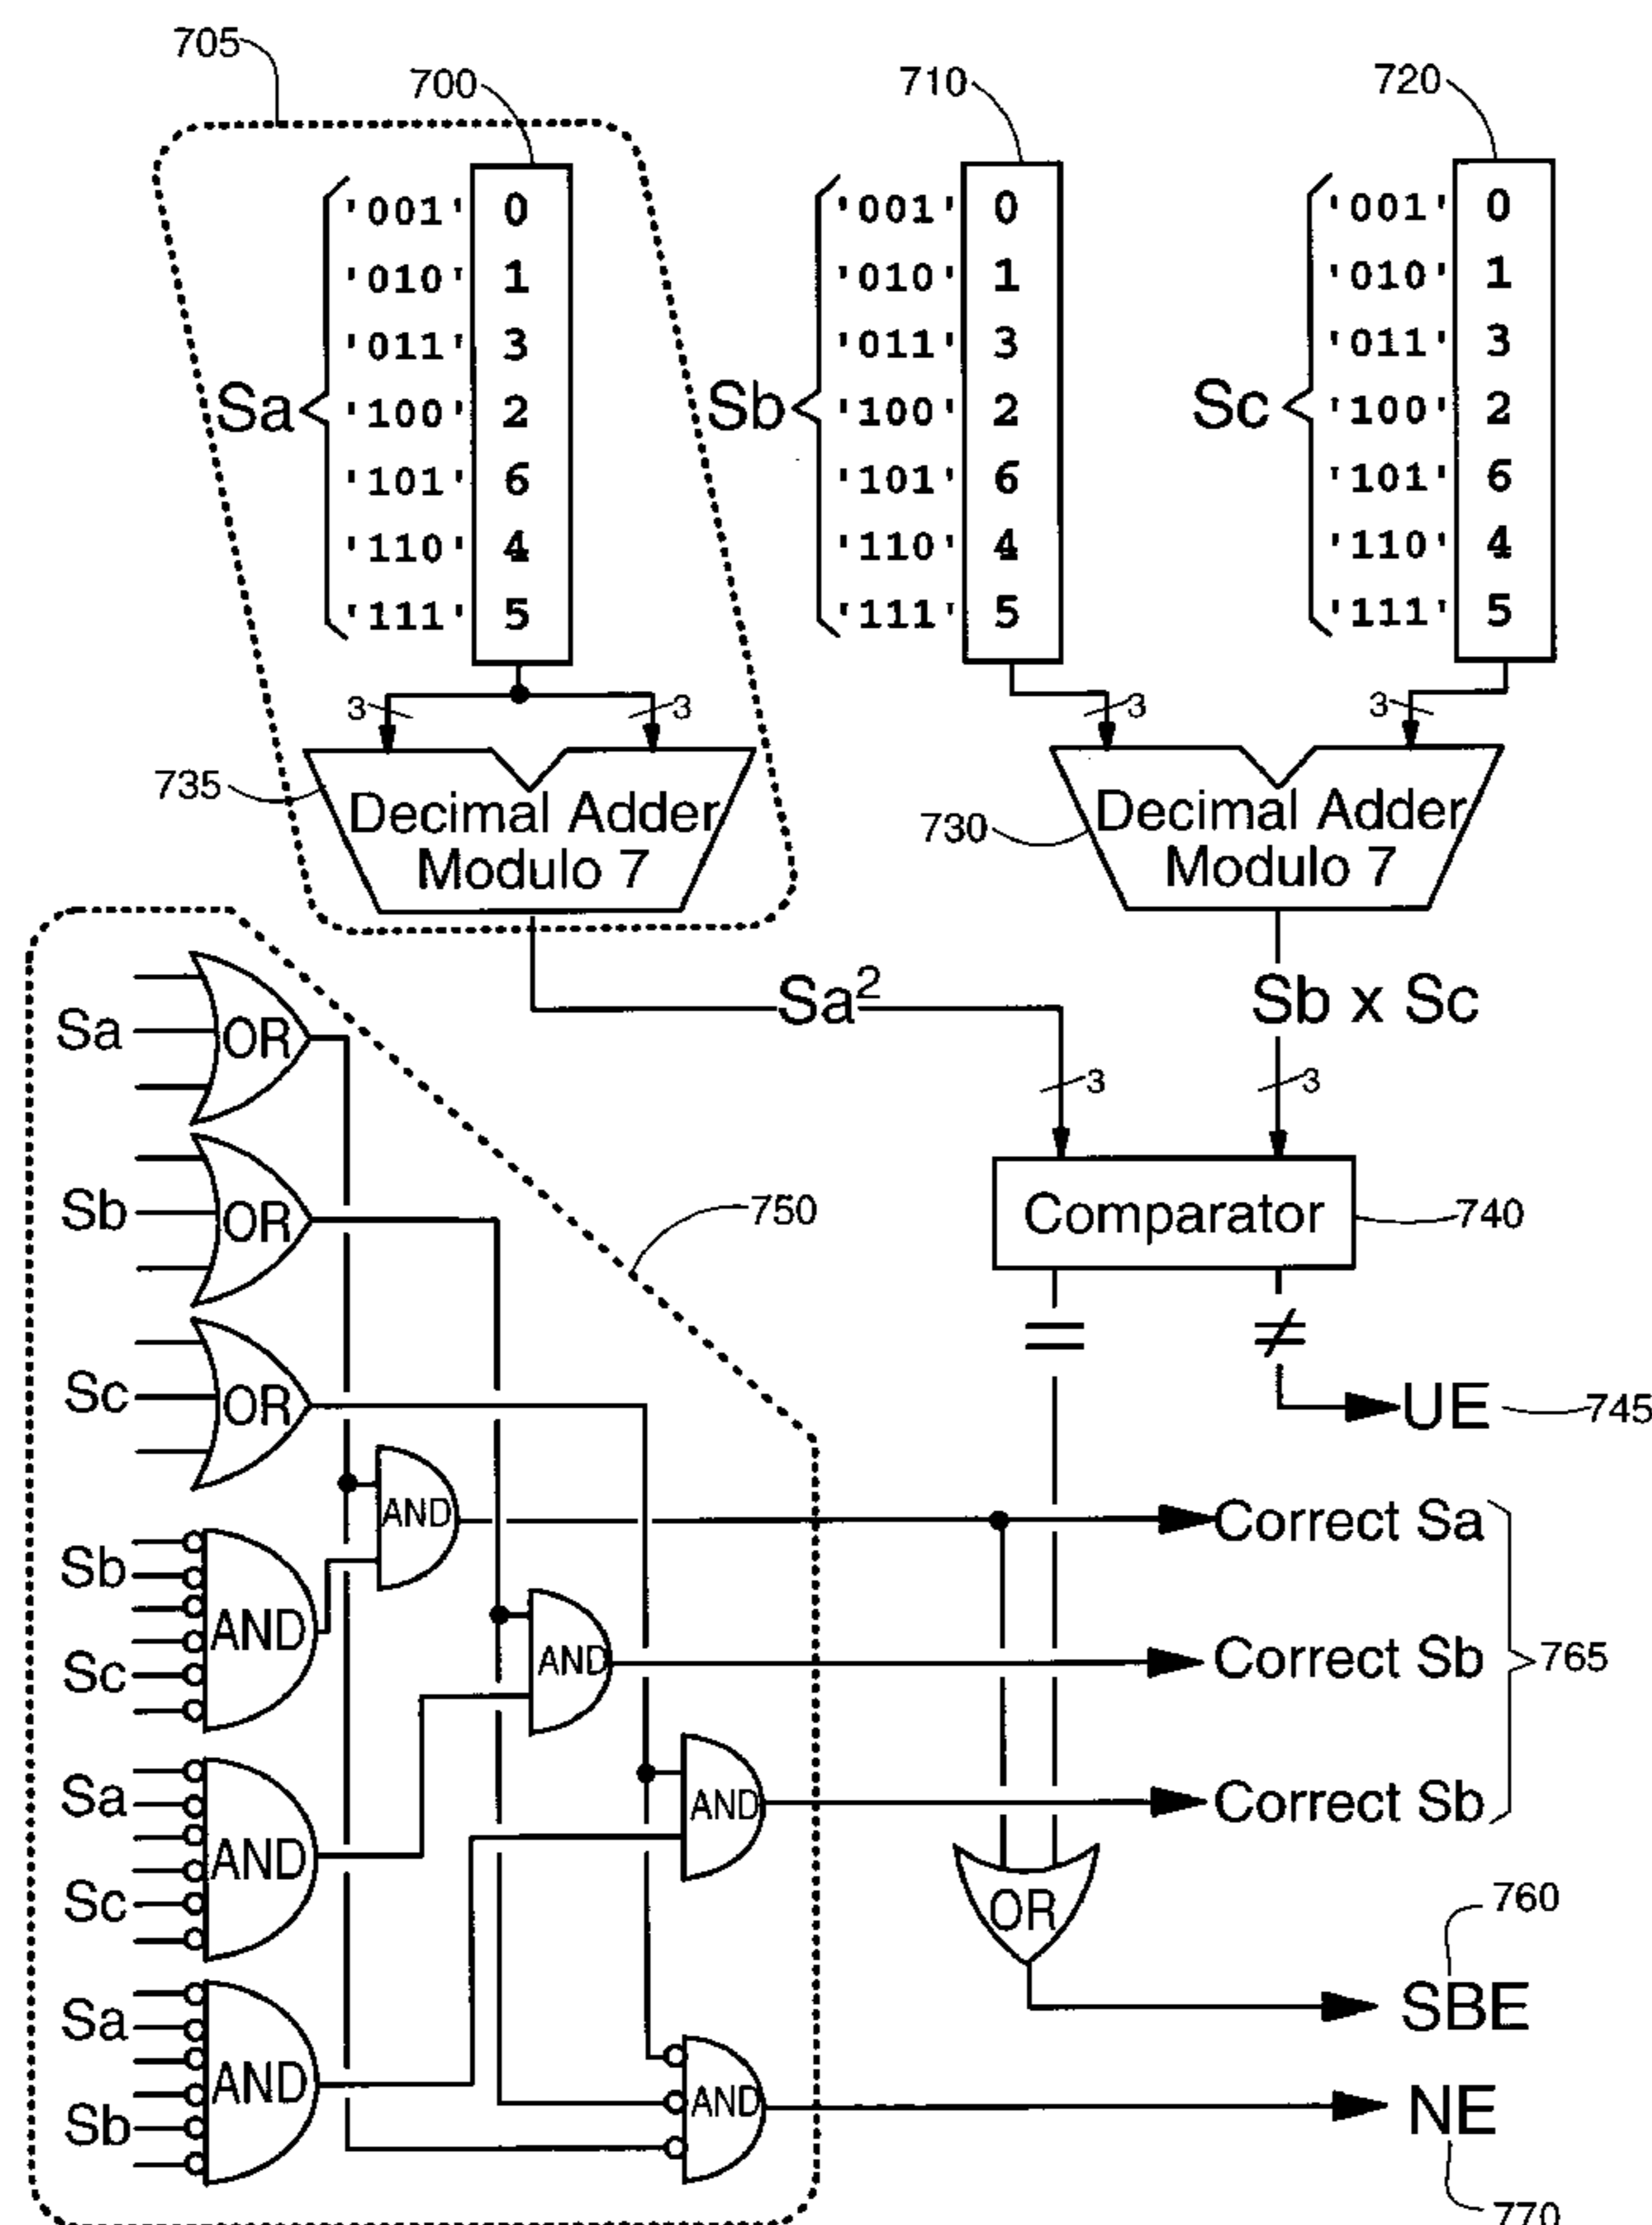 705
700
710
720
Sa
'001' 0
'010' 1
'011' 3
'100' 2
'101' 6
'110' 4
'111' 5
Sb
'001' 0
'010' 1
'011' 3
'100' 2
'101' 6
'110' 4
'111' 5
Sc
'001' 0
'010' 1
'011' 3
'100' 2
'101' 6
'110' 4
'111' 5
3
3
3
3
735
Decimal Adder
Modulo 7
730
Decimal Adder
Modulo 7
Sa²
Sb x Sc
3
3
Sa
OR
Sb
OR
750
Comparator
740
=
≠
Sc
OR
UE
745
AND
Correct Sa
Sb
Sc
AND
AND
Correct Sb
765
Sa
Sc
AND
AND
Correct Sb
OR
760
SBE
Sa
Sb
AND
AND
NE
770